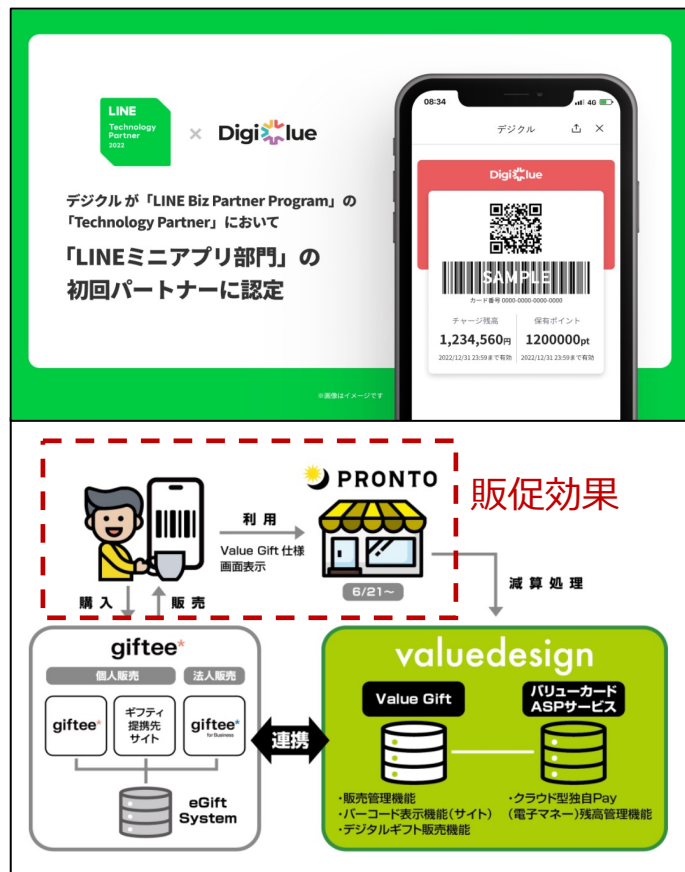 LINE
Technology
Partner
2022
×
Digiclue
デジクル が「LINE Biz Partner Program」の
「Technology Partner」において
「LINEミニアプリ部門」の
初回パートナーに認定
※画像はイメージです
08:34
4G
デジクル
Digiclue
SAMPLE
カード番号 0000-0000-0000-0000
チャージ残高
1,234,560円
2022/12/31 23:59まで有効
保有ポイント
1200000pt
2022/12/31 23:59まで有効
販促効果
PRONTO
利用
Value Gift 仕様
画面表示
6/21～
購入
販売
減算処理
giftee*
個人販売
法人販売
giftee*
ギフティ
提携先
サイト
giftee*
for Business
eGift
System
連携
valuedesign
Value Gift
バリューカード
ASPサービス
・販売管理機能
・バーコード表示機能(サイト)
・デジタルギフト販売機能
・クラウド型独自Pay
(電子マネー)残高管理機能